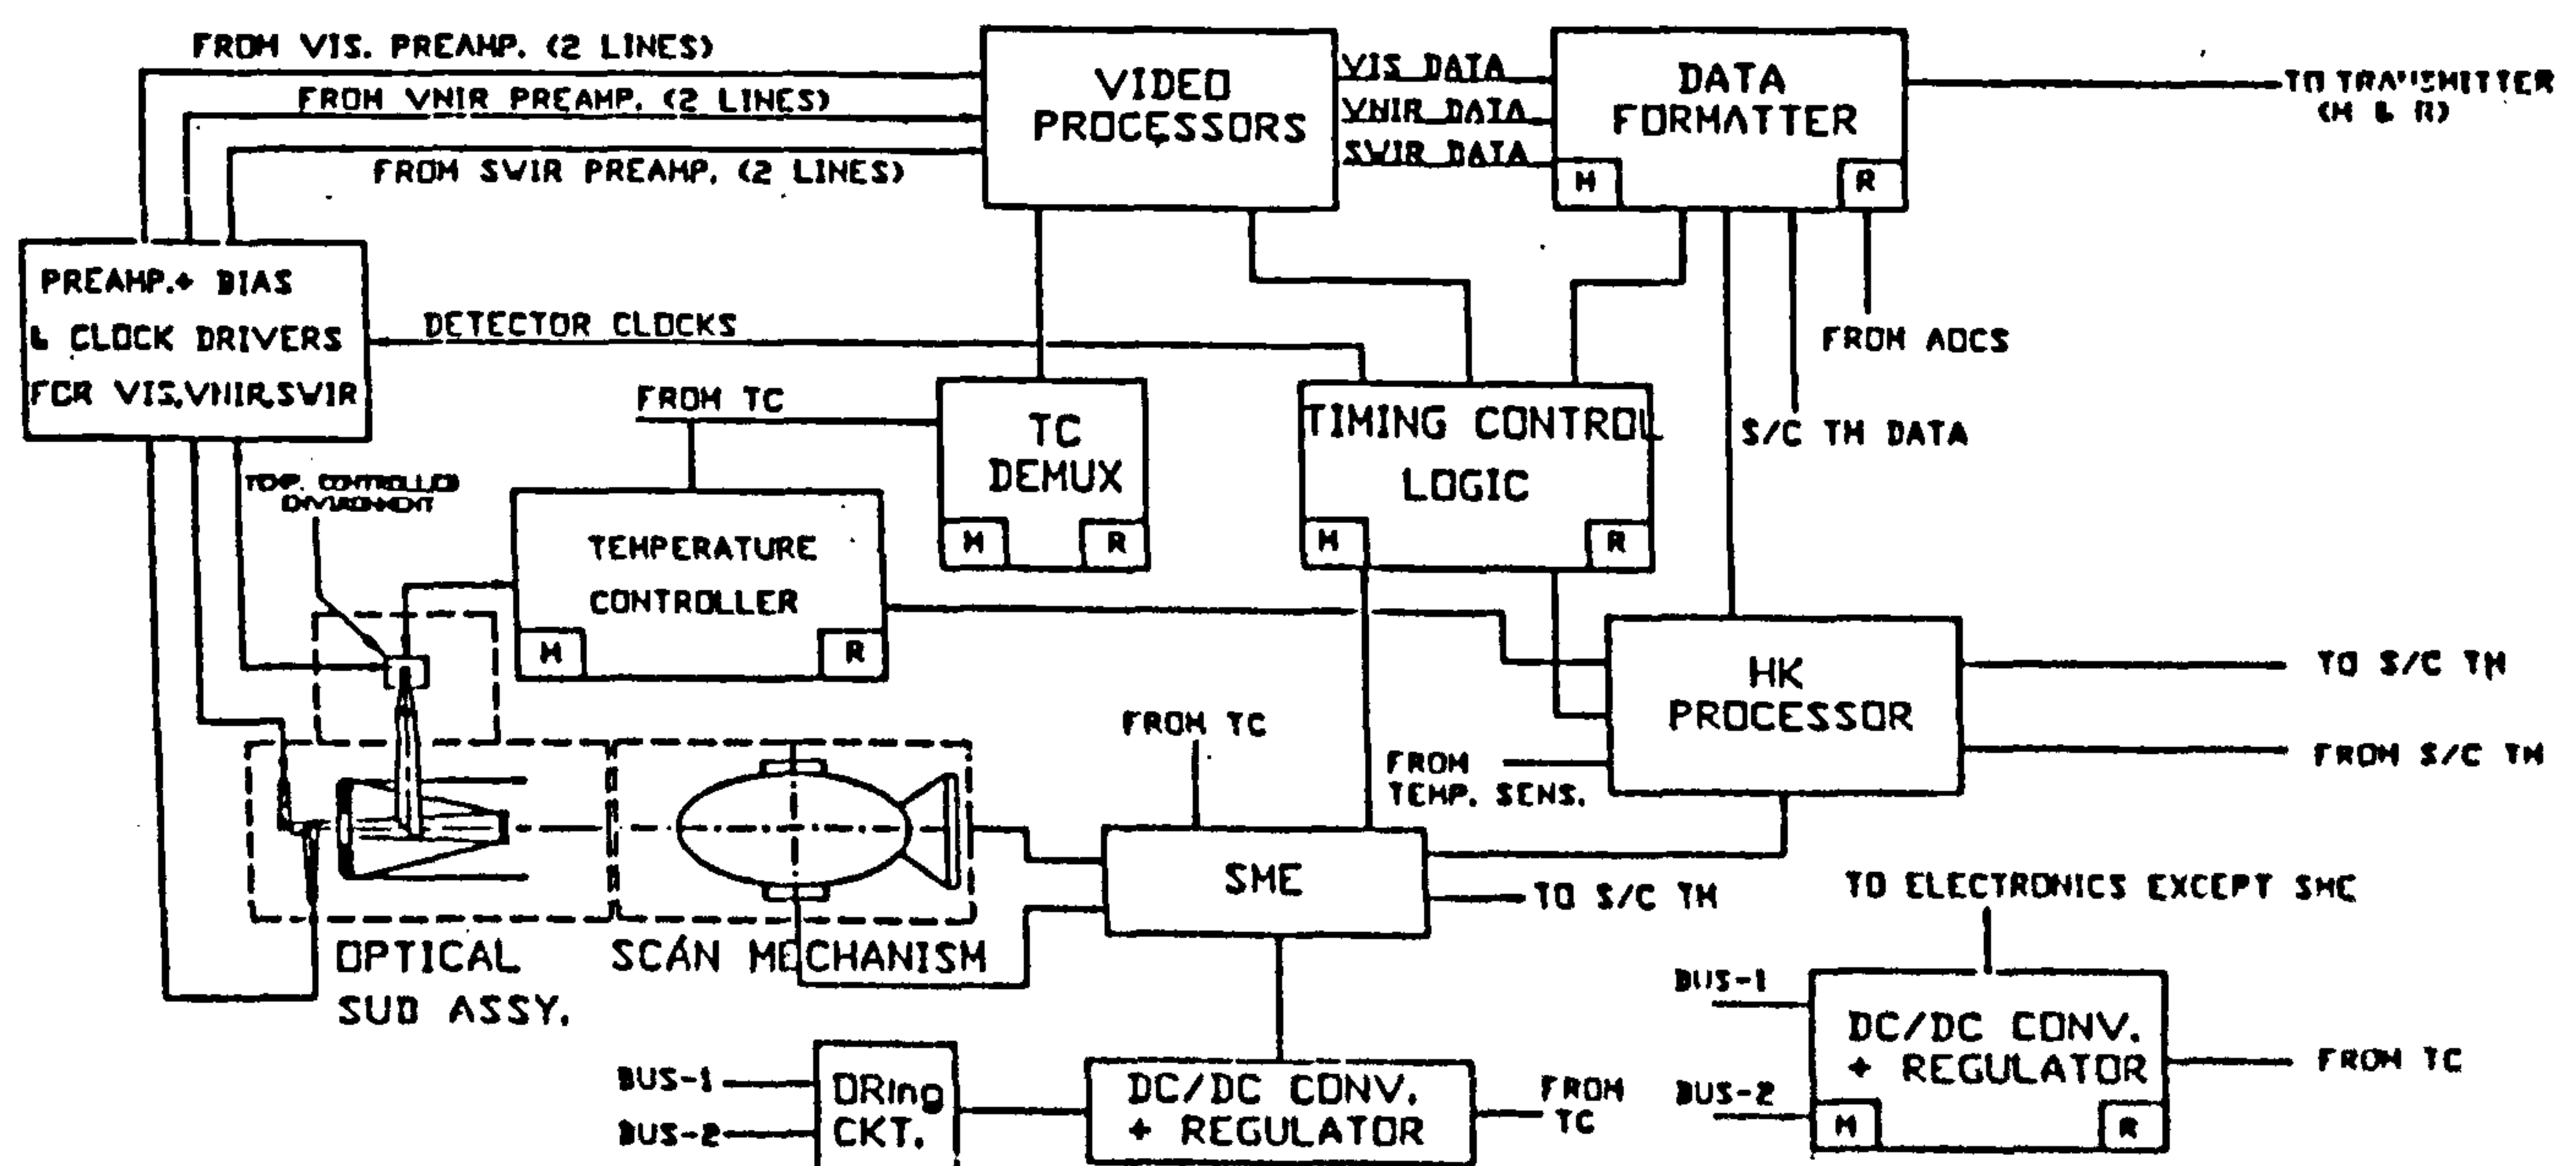 FROM VIS. PREAMP. (2 LINES)
FROM VNIR PREAMP. (2 LINES)
FROM SWIR PREAMP. (2 LINES)
VIDEO
PROCESSORS
VIS DATA
VNIR DATA
SWIR DATA
DATA
FORMATTER
M
R
TO TRANSMITTER
(M & R)
PREAMP.+ BIAS
& CLOCK DRIVERS
FOR VIS,VNIR,SWIR
DETECTOR CLOCKS
FROM AOCS
S/C TM DATA
FROM TC
TC
DEMUX
M
R
TIMING CONTROL
LOGIC
M
R
TEMP. CONTROLLED
ENVIRONMENT
TEMPERATURE
CONTROLLER
M
R
HK
PROCESSOR
TO S/C TM
FROM S/C TM
FROM
TEMP. SENS.
FROM TC
SME
TO S/C TM
OPTICAL
SUB ASSY.
SCAN MECHANISM
TO ELECTRONICS EXCEPT SME
BUS-1
BUS-2
DC/DC CONV.
+ REGULATOR
M
R
FROM TC
BUS-1
BUS-2
ORing
CKT.
DC/DC CONV.
+ REGULATOR
FROM
TC